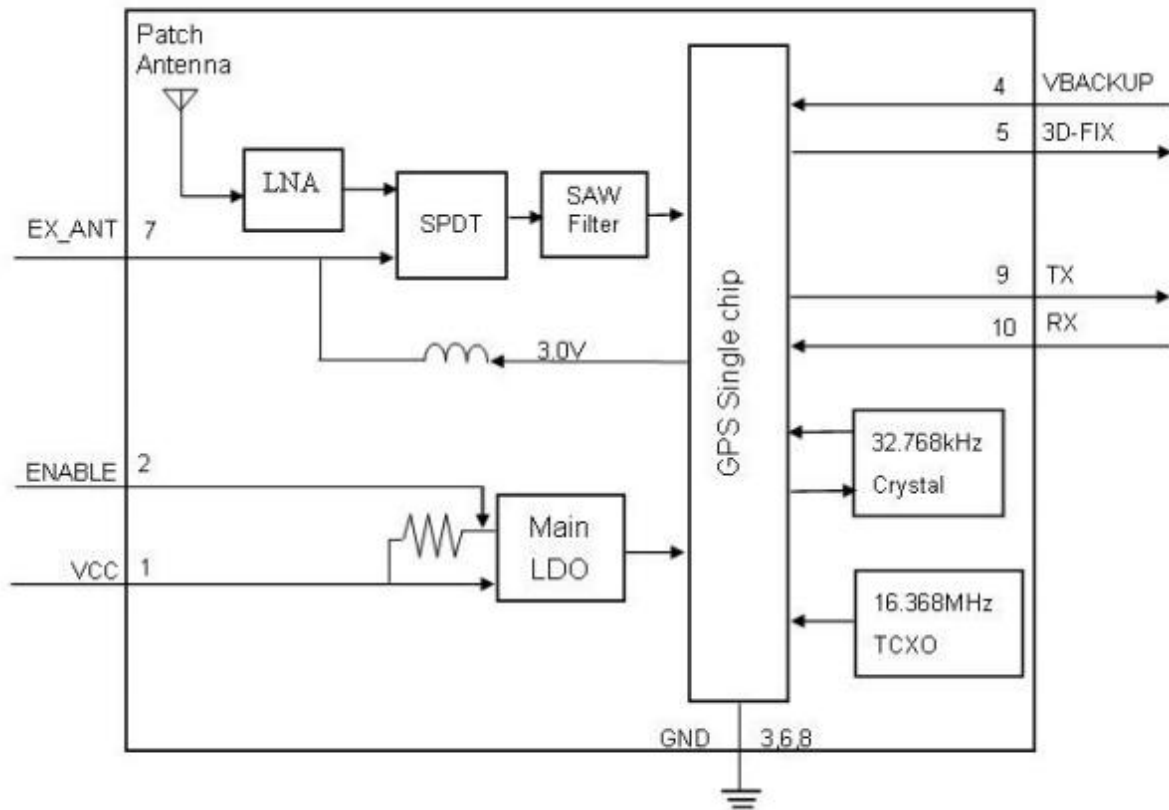 Patch
Antenna
LNA
SPDT
SAW
Filter
EX_ANT 7
3.0V
ENABLE 2
VCC 1
Main
LDO
GPS Single chip
4 VBACKUP
5 3D-FIX
9 TX
10 RX
32.768kHz
Crystal
16.368MHz
TCXO
GND 3,6,8